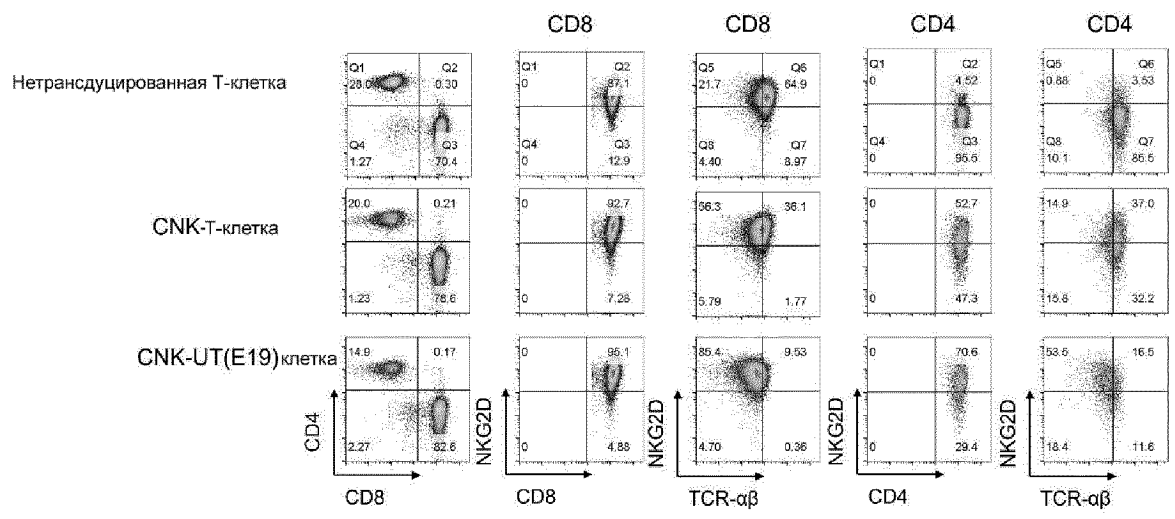 CD8 CD8 CD4 CD4
Нетрансдуцированная Т-клетка
Q1 Q2 Q1 Q2 Q5 Q6 Q1 Q2 Q5 Q6
28.0 0.30 0 87.1 21.7 64.9 0 4.52 0.88 3.53
Q4 Q3 Q4 Q3 Q8 Q7 Q4 Q3 Q8 Q7
1.27 70.4 0 12.9 4.40 8.97 0 95.5 10.1 85.5
CNK-Т-клетка
20.0 0.21 0 92.7 56.3 36.1 0 52.7 14.9 37.0
1.23 78.6 0 7.28 5.79 1.77 0 47.3 15.8 32.2
CNK-UT(E19) клетка
14.9 0.17 0 95.1 85.4 9.53 0 70.6 53.5 16.5
2.27 82.6 0 4.88 4.70 0.36 0 29.4 18.4 11.6
CD4 NKG2D NKG2D NKG2D NKG2D
CD8 CD8 TCR-αβ CD4 TCR-αβ